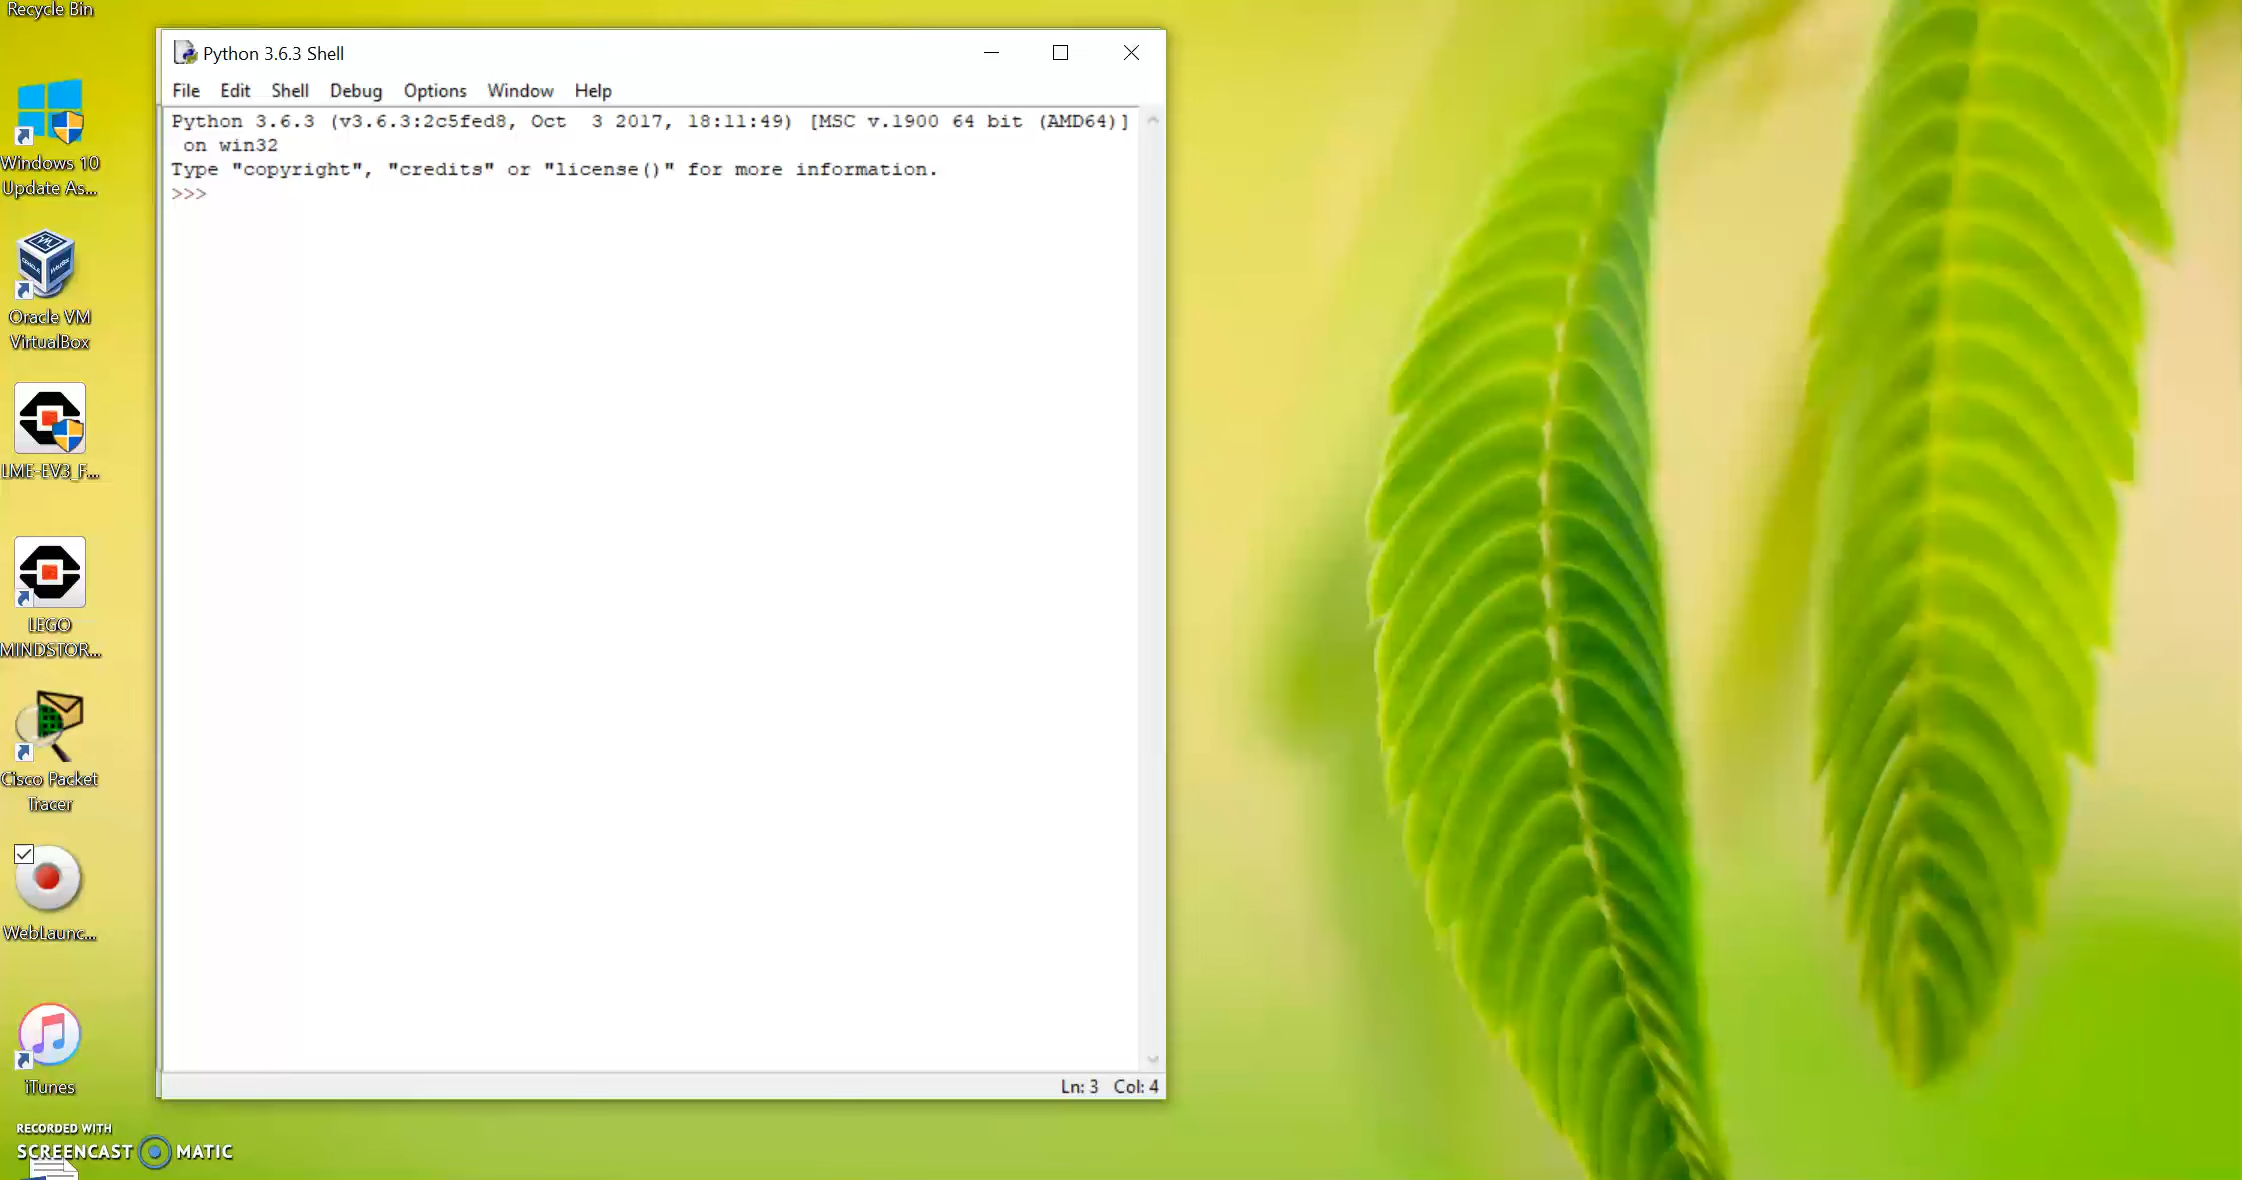 Recycle Bin
Windows 10
Update As...
Oracle VM
VirtualBox
LME-EV3_F...
LEGO
MINDSTOR...
Cisco Packet
Tracer
WebLaunc...
iTunes
Python 3.6.3 Shell
File Edit Shell Debug Options Window Help
Python 3.6.3 (v3.6.3:2c5fed8, Oct  3 2017, 18:11:49) [MSC v.1900 64 bit (AMD64)]
 on win32
Type "copyright", "credits" or "license()" for more information.
>>>
Ln: 3 Col: 4
RECORDED WITH
SCREENCAST MATIC